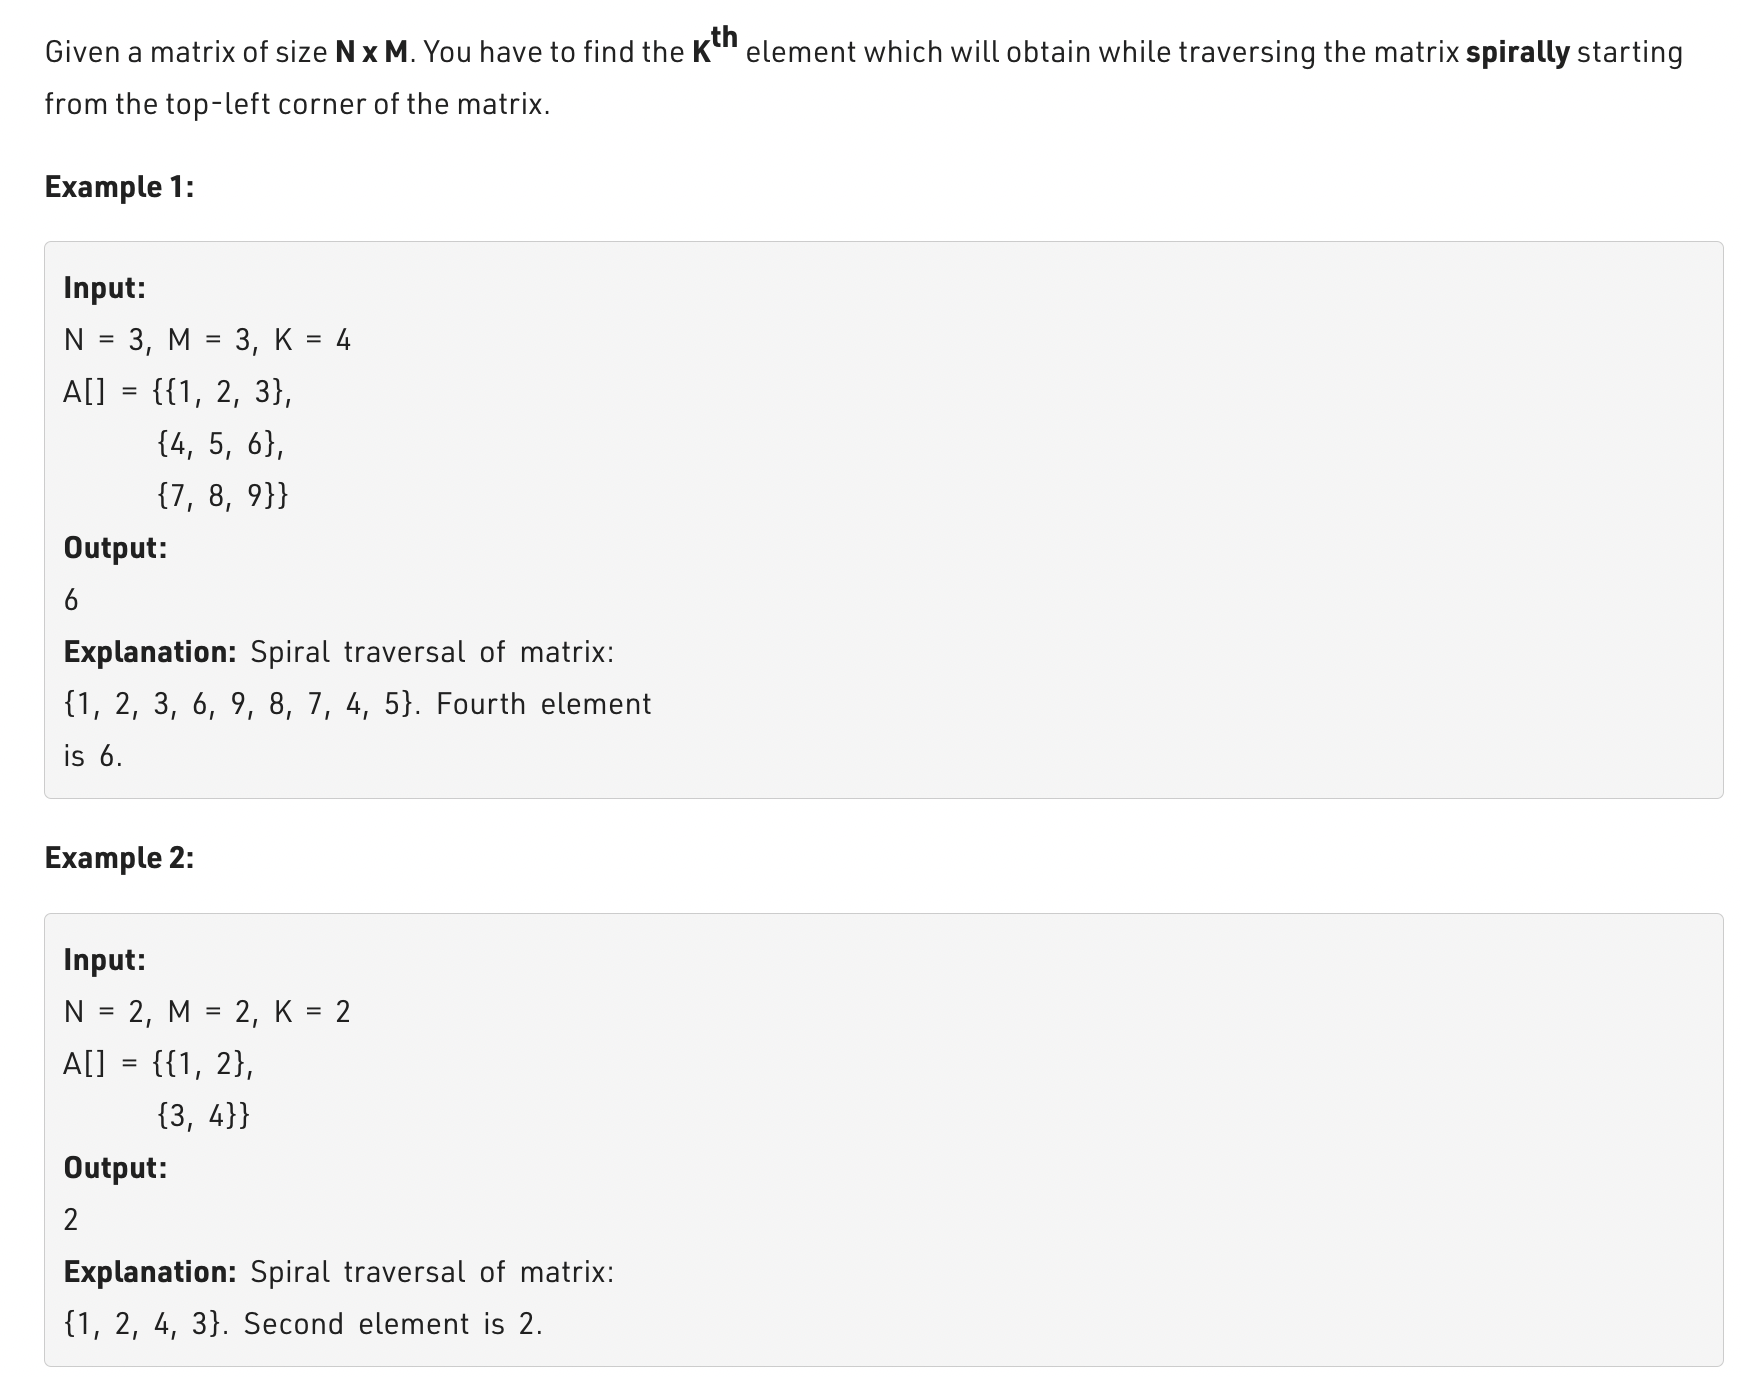 Given a matrix of size N x M. You have to find the Kth element which will obtain while traversing the matrix spirally starting
from the top-left corner of the matrix.
Example 1:
Input:
N = 3, M = 3, K = 4
A[] = {{1, 2, 3},
{4, 5, 6},
{7, 8, 9}}
Output:
6
Explanation: Spiral traversal of matrix:
{1, 2, 3, 6, 9, 8, 7, 4, 5}. Fourth element
is 6.
Example 2:
Input:
N = 2, M = 2, K = 2
A[] = {{1, 2},
{3, 4}}
Output:
2
Explanation: Spiral traversal of matrix:
{1, 2, 4, 3}. Second element is 2.